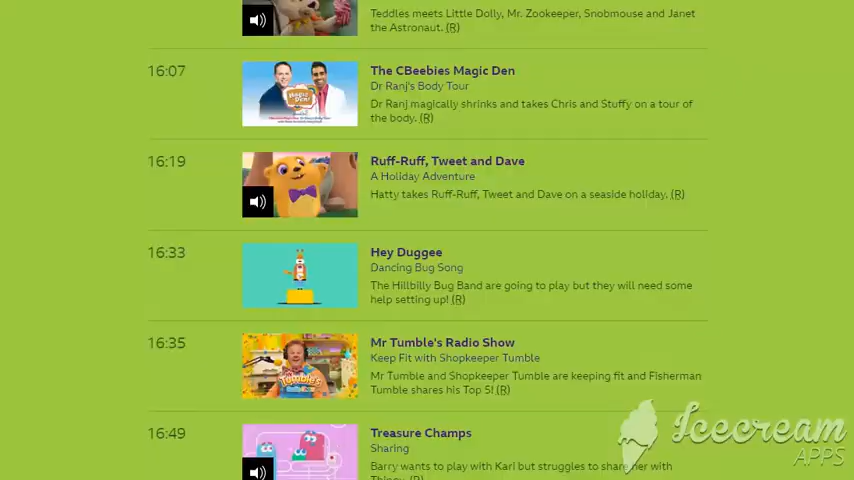 Teddles meets Little Dolly, Mr. Zookeeper, Snobmouse and Janet
the Astronaut. (R)
16:07
The CBeebies Magic Den
Dr Ranj's Body Tour
Dr Ranj magically shrinks and takes Chris and Stuffy on a tour of
the body. (R)
Magic Den!
16:19
Ruff-Ruff, Tweet and Dave
A Holiday Adventure
Hatty takes Ruff-Ruff, Tweet and Dave on a seaside holiday. (R)
16:33
Hey Duggee
Dancing Bug Song
The Hillbilly Bug Band are going to play but they will need some
help setting up! (R)
16:35
Mr Tumble's Radio Show
Keep Fit with Shopkeeper Tumble
Mr Tumble and Shopkeeper Tumble are keeping fit and Fisherman
Tumble shares his Top 5! (R)
Tumble's
16:49
Treasure Champs
Sharing
Barry wants to play with Kari but struggles to share her with
Icecream
APPS